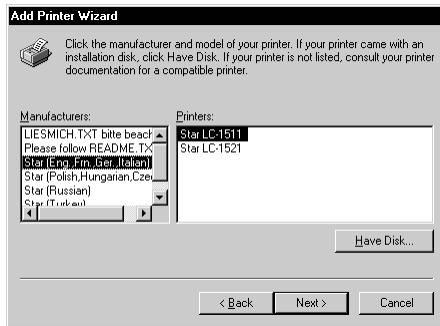 Add Printer Wizard
Click the manufacturer and model of your printer. If your printer came with an
installation disk, click Have Disk. If your printer is not listed, consult your printer
documentation for a compatible printer.
Manufacturers:
LIESMICH.TXT bitte beach
Please follow README.TX
Star (Eng.,Frn.,Ger.,Italian)
Star (Polish,Hungarian,Cze
Star (Russian)
Star (Turkey)
Printers:
Star LC-1511
Star LC-1521
Have Disk...
< Back
Next >
Cancel